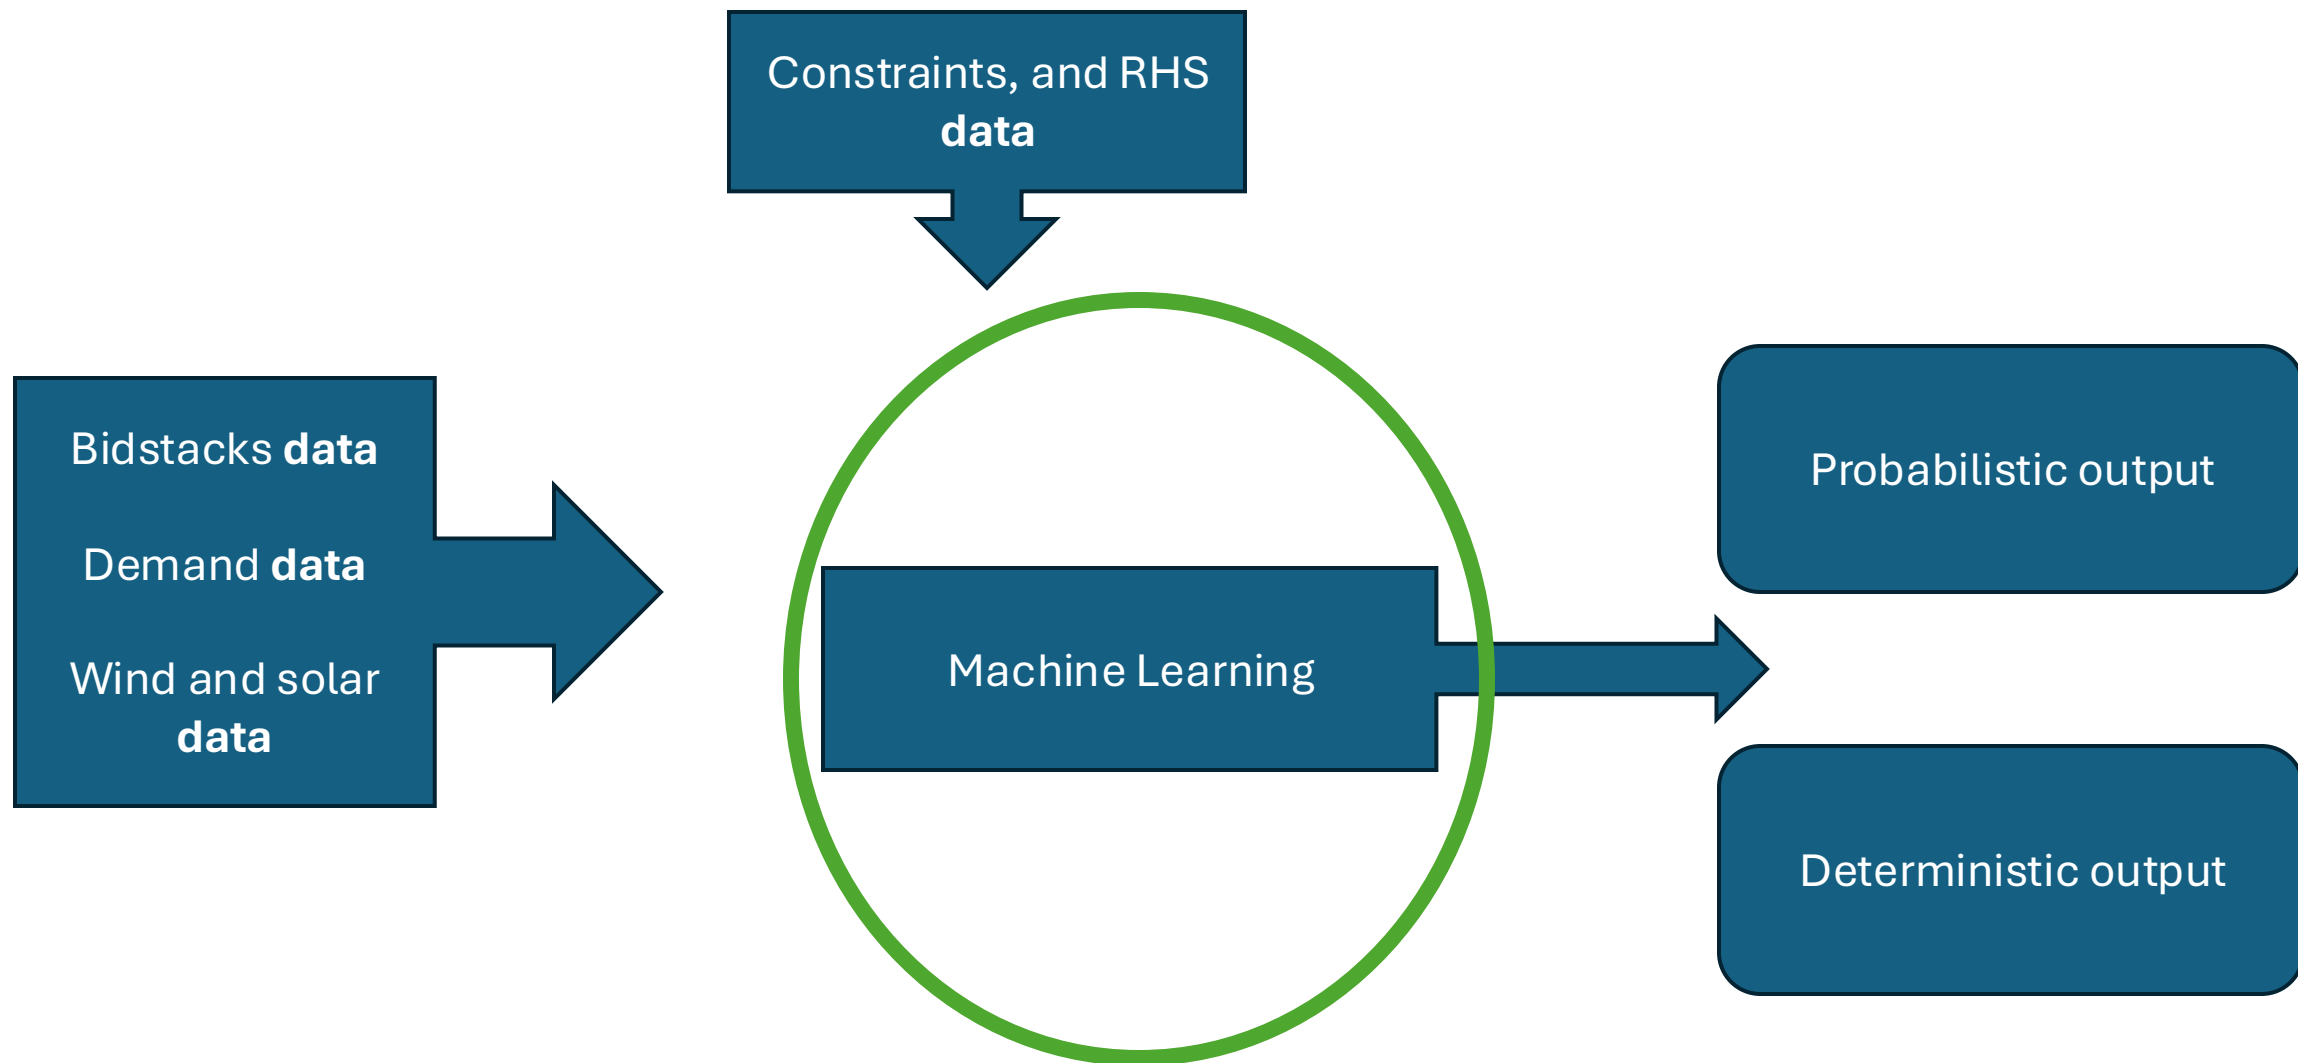 Constraints, and RHS
data
Bidstacks data
Demand data
Wind and solar
data
Machine Learning
Probabilistic output
Deterministic output